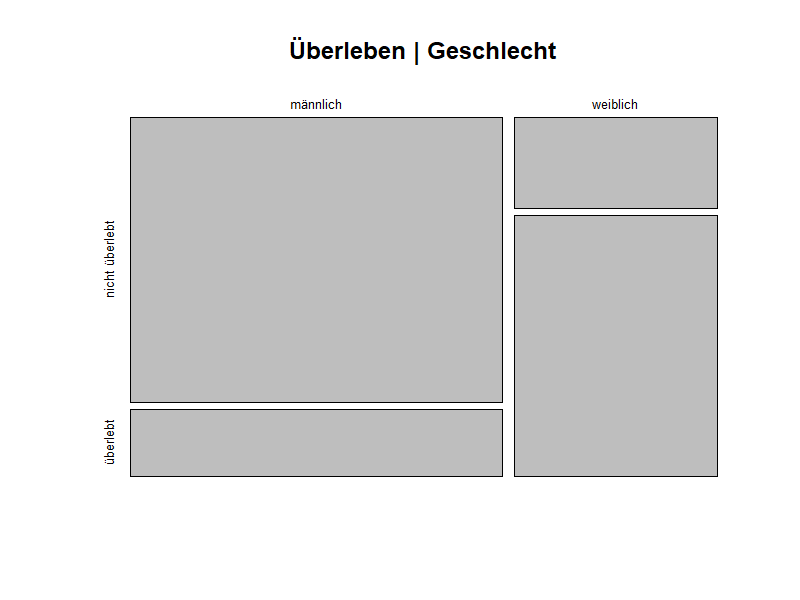 Überleben | Geschlecht
männlich
weiblich
nicht überlebt
überlebt